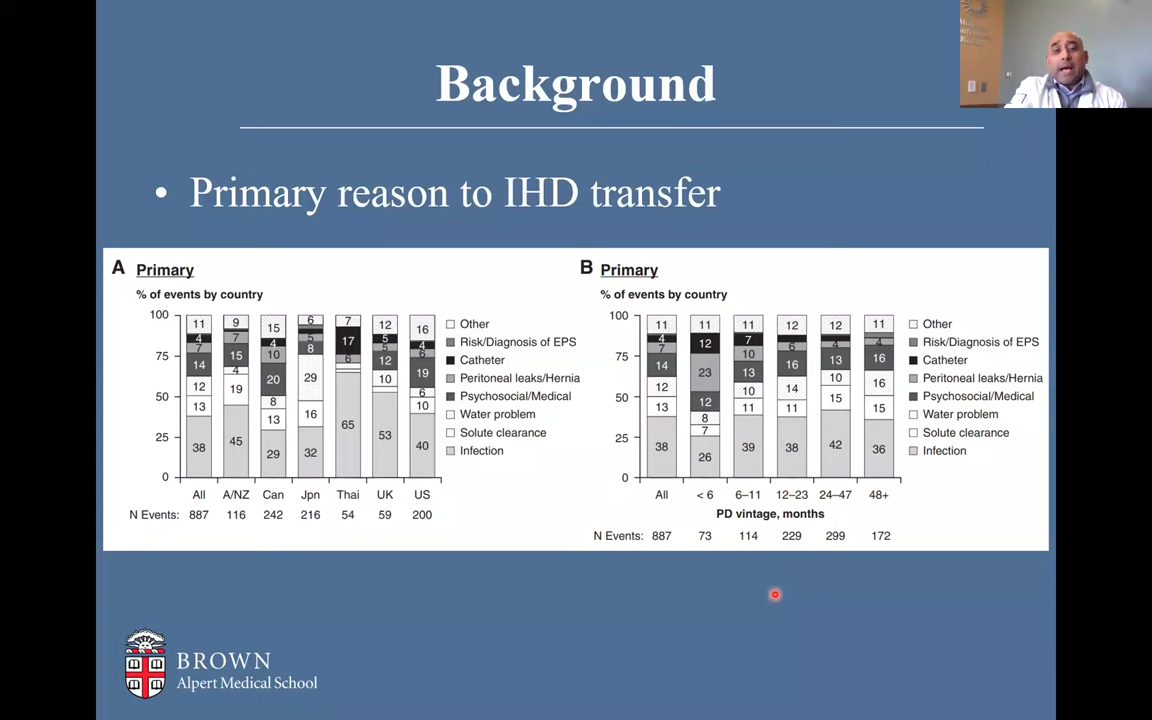 Background
• Primary reason to IHD transfer
A Primary
% of events by country
100
75
50
25
0
11 4 7 14 12 13 38
9 7 15 4 19 45
15 4 10 20 8 13 29
6 5 8 29 16 32
7 17 6 65
12 5 5 12 10 53
16 4 6 19 6 10 40
Other
Risk/Diagnosis of EPS
Catheter
Peritoneal leaks/Hernia
Psychosocial/Medical
Water problem
Solute clearance
Infection
All A/NZ Can Jpn Thai UK US
N Events: 887 116 242 216 54 59 200
B Primary
% of events by country
100
75
50
25
0
11 4 7 14 12 13 38
11 12 23 12 8 7 26
11 7 10 13 10 11 39
12 6 16 14 11 38
12 4 13 10 15 42
11 4 16 16 15 36
Other
Risk/Diagnosis of EPS
Catheter
Peritoneal leaks/Hernia
Psychosocial/Medical
Water problem
Solute clearance
Infection
All < 6 6–11 12–23 24–47 48+
PD vintage, months
N Events: 887 73 114 229 299 172
BROWN
Alpert Medical School